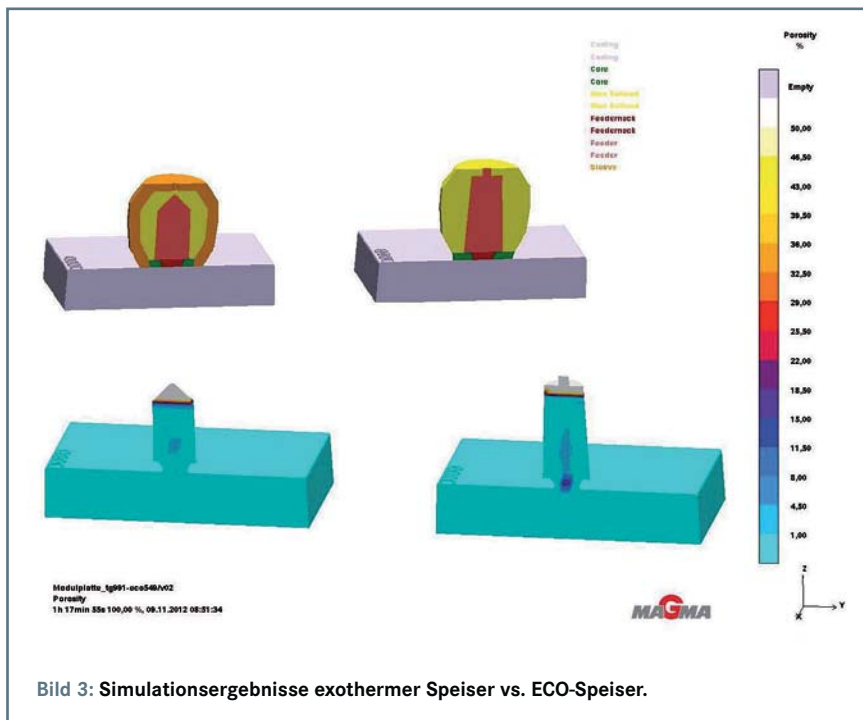 Porosity
%
Empty
50,00
46,50
43,00
39,50
36,00
32,50
29,00
25,50
22,00
18,50
15,00
11,50
8,00
4,50
1,00
Casting
Casting
Core
Core
Feederneck
Feederneck
Feeder
Feeder
Sleeve
Modulplatte_tg991-eco549/v02
Porosity
1h 17min 55s 100,00 %, 09.11.2012 08:51:34
MAGMA
Z
Y
X
Bild 3: Simulationsergebnisse exothermer Speiser vs. ECO-Speiser.